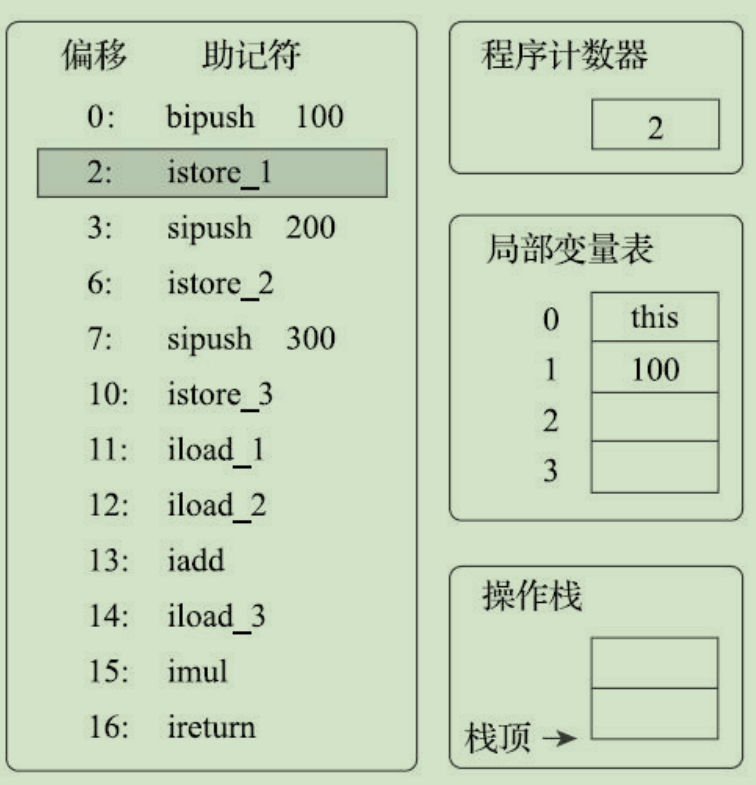 偏移 助记符
0: bipush 100
2: istore_1
3: sipush 200
6: istore_2
7: sipush 300
10: istore_3
11: iload_1
12: iload_2
13: iadd
14: iload_3
15: imul
16: ireturn
程序计数器
2
局部变量表
0 this
1 100
2
3
操作栈
栈顶